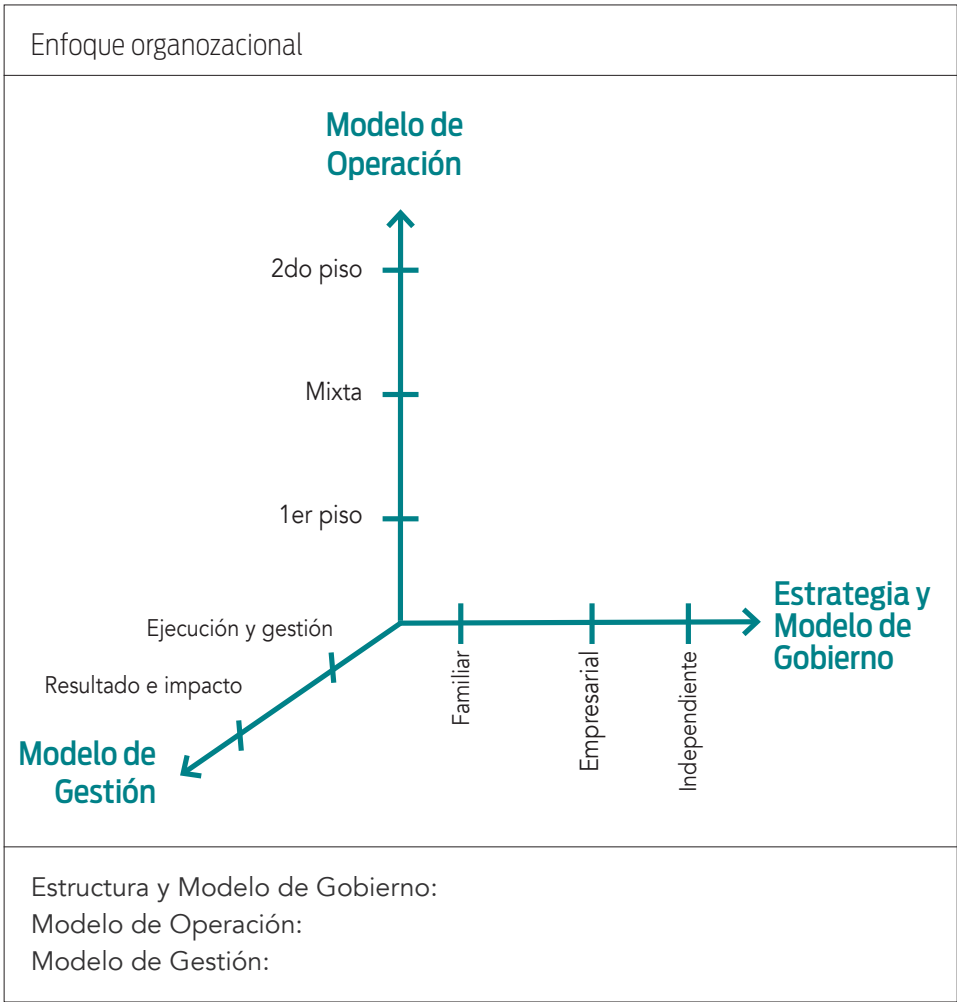 Enfoque organozacional
Modelo de
Operación
2do piso
Mixta
1er piso
Ejecución y gestión
Resultado e impacto
Modelo de
Gestión
Familiar
Empresarial
Independiente
Estrategia y
Modelo de
Gobierno
Estructura y Modelo de Gobierno:
Modelo de Operación:
Modelo de Gestión: